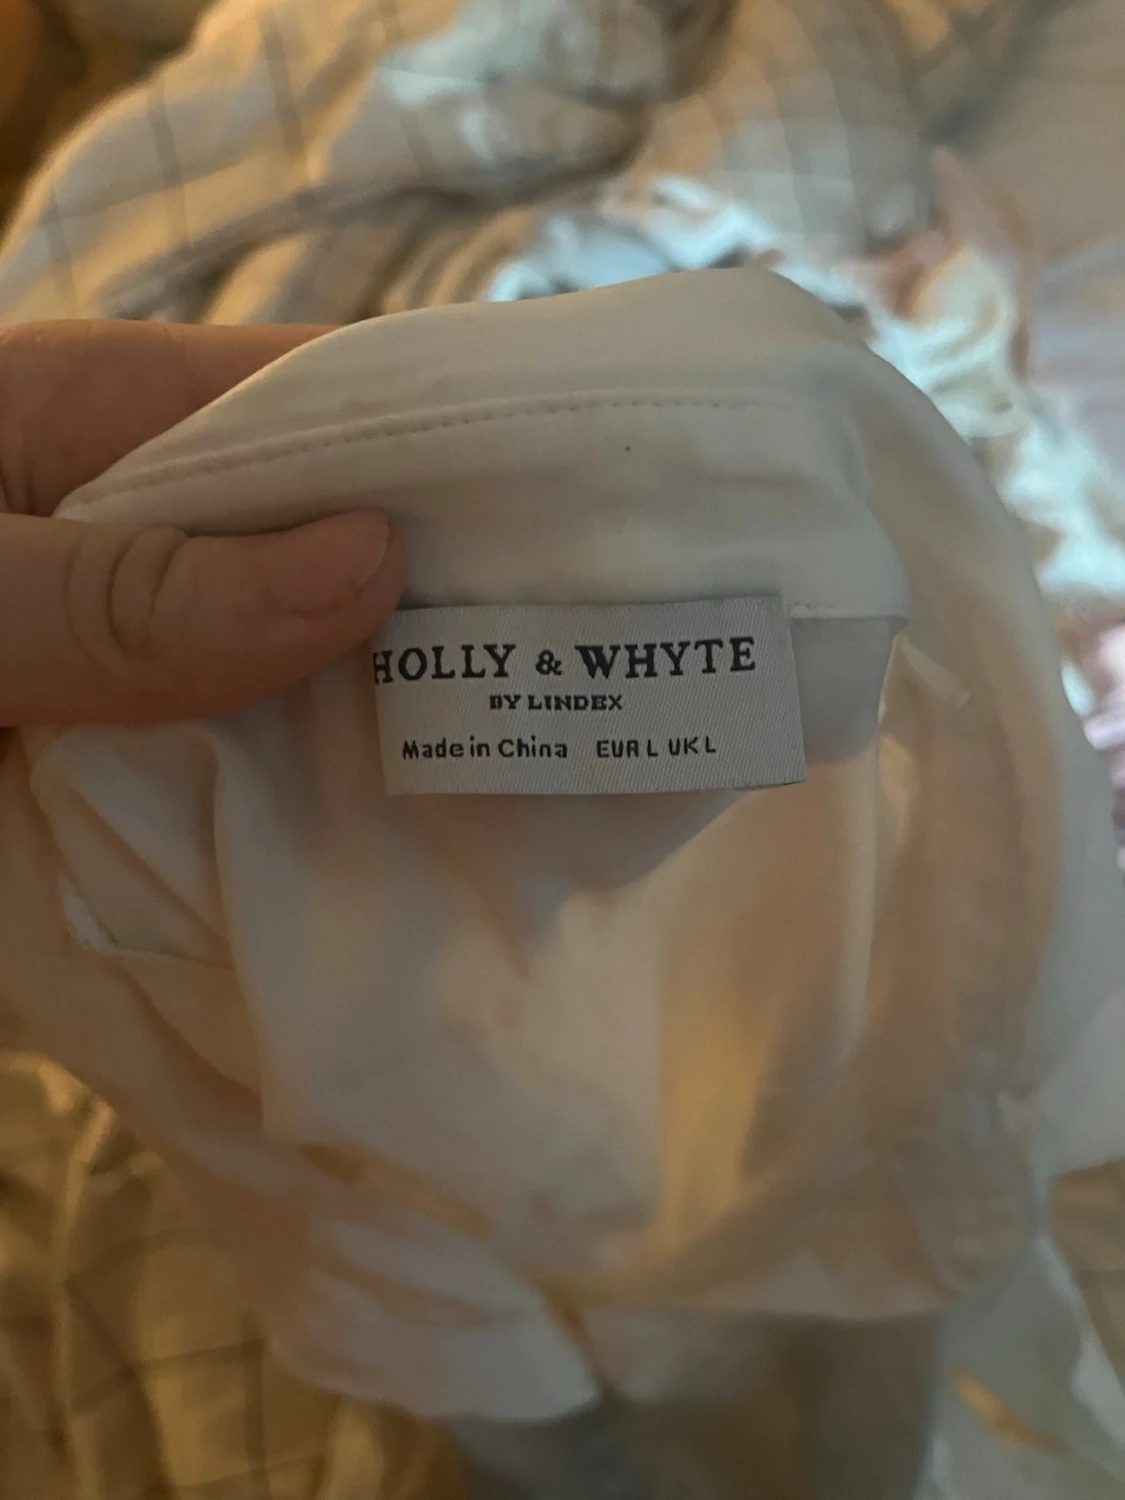 HOLLY & WHYTE
BY LINDEX
Made in China EUR L UK L